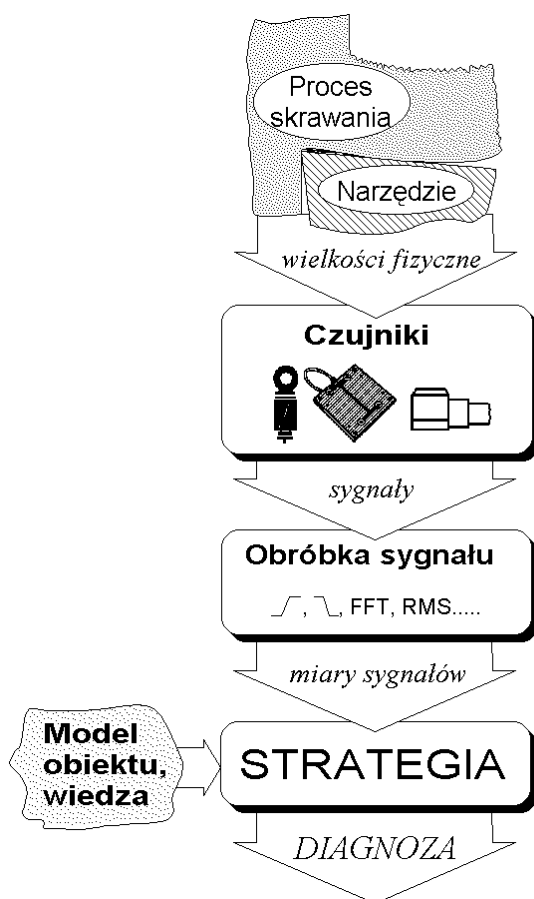 Proces
skrawania
Narzędzie
wielkości fizyczne
Czujniki
sygnały
Obróbka sygnału
, , FFT, RMS.....
miary sygnałów
Model
obiektu,
wiedza
STRATEGIA
DIAGNOZA